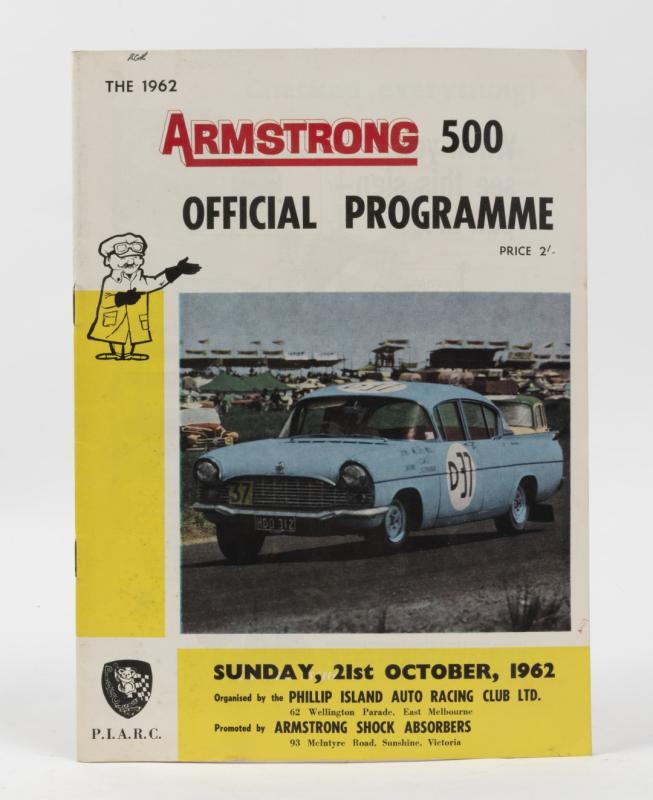 THE 1962
ARMSTRONG 500
OFFICIAL PROGRAMME
PRICE 2/-
37
D37
HDO 312
SUNDAY, 21st OCTOBER, 1962
Organised by the PHILLIP ISLAND AUTO RACING CLUB LTD.
62 Wellington Parade, East Melbourne
Promoted by ARMSTRONG SHOCK ABSORBERS
93 McIntyre Road, Sunshine, Victoria
P.I.A.R.C.